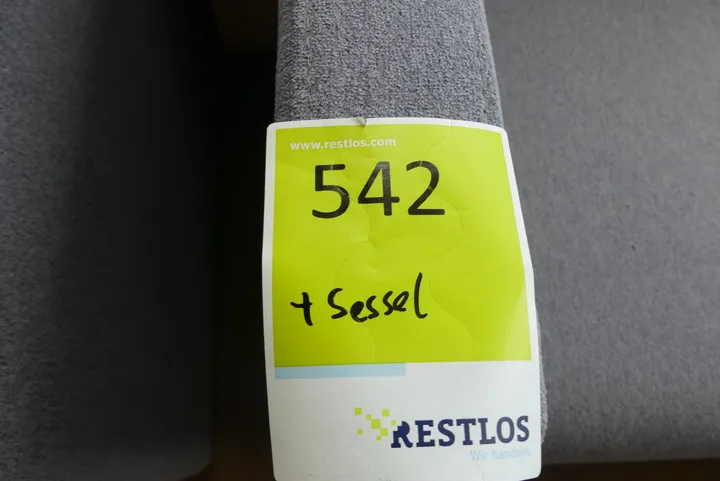 www.restlos.com
542
+ Sessel
RESTLOS
Wir handeln.